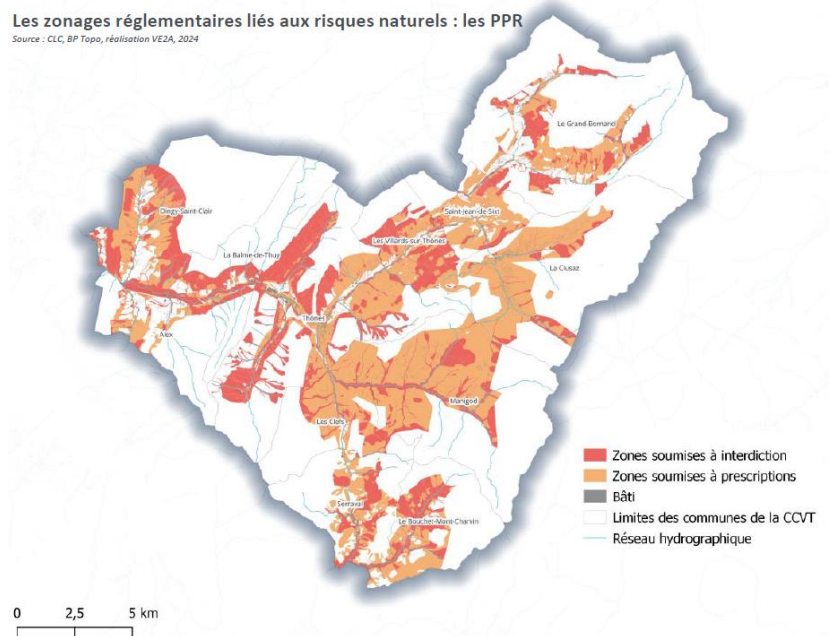 Les zonages réglementaires liés aux risques naturels : les PPR
Source : CLC, BP Topo, réalisation VE2A, 2024
Le Grand-Bornand
Dingy-Saint-Clair
Saint-Jean-de-Sixt
Les Villards-sur-Thônes
La Balme-de-Thuy
La Clusaz
Thônes
Alex
Manigod
Les Clefs
Serraval
Le Bouchet-Mont-Charvin
Zones soumises à interdiction
Zones soumises à prescriptions
Bâti
Limites des communes de la CCVT
Réseau hydrographique
0 2,5 5 km